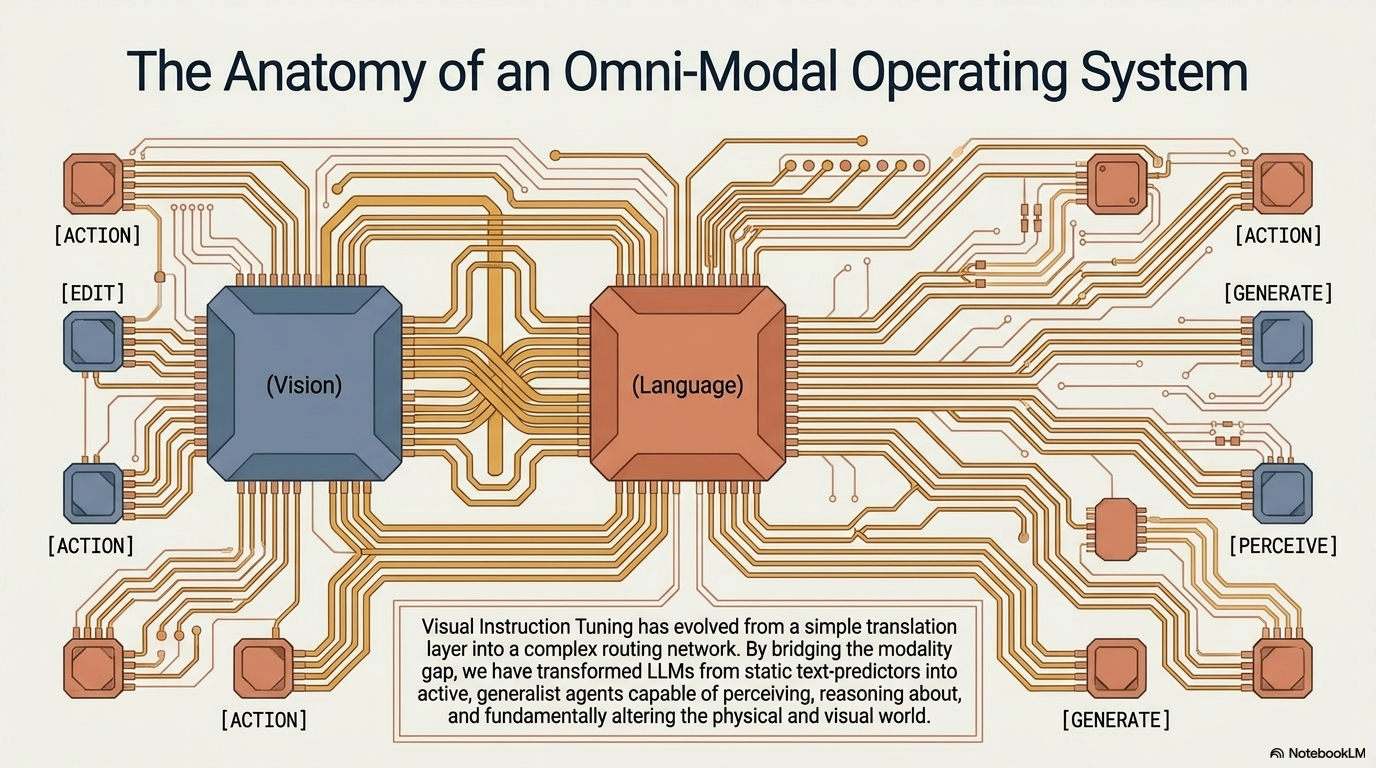 The Anatomy of an Omni-Modal Operating System
[ACTION]
[ACTION]
[EDIT]
[GENERATE]
(Vision)
(Language)
[ACTION]
[PERCEIVE]
Visual Instruction Tuning has evolved from a simple translation
layer into a complex routing network. By bridging the modality
gap, we have transformed LLMs from static text-predictors into
active, generalist agents capable of perceiving, reasoning about,
and fundamentally altering the physical and visual world.
[ACTION]
[GENERATE]
NotebookLM